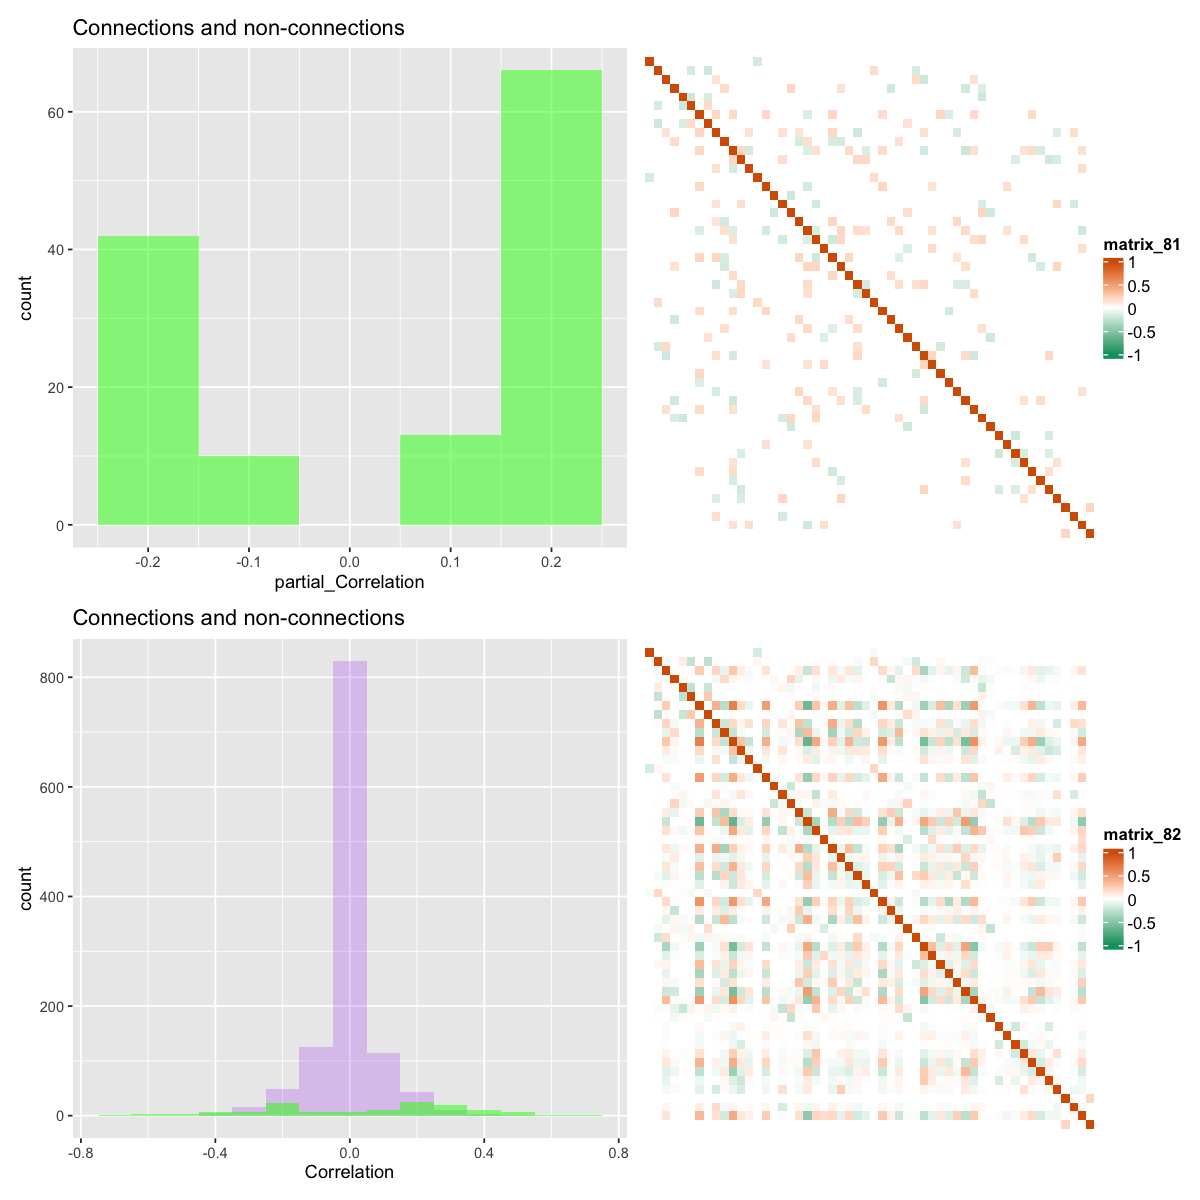 Connections and non-connections
60
40
20
0
count
-0.2 -0.1 0.0 0.1 0.2
partial_Correlation
matrix_81
1
0.5
0
-0.5
-1
Connections and non-connections
800
600
400
200
0
count
-0.8 -0.4 0.0 0.4 0.8
Correlation
matrix_82
1
0.5
0
-0.5
-1